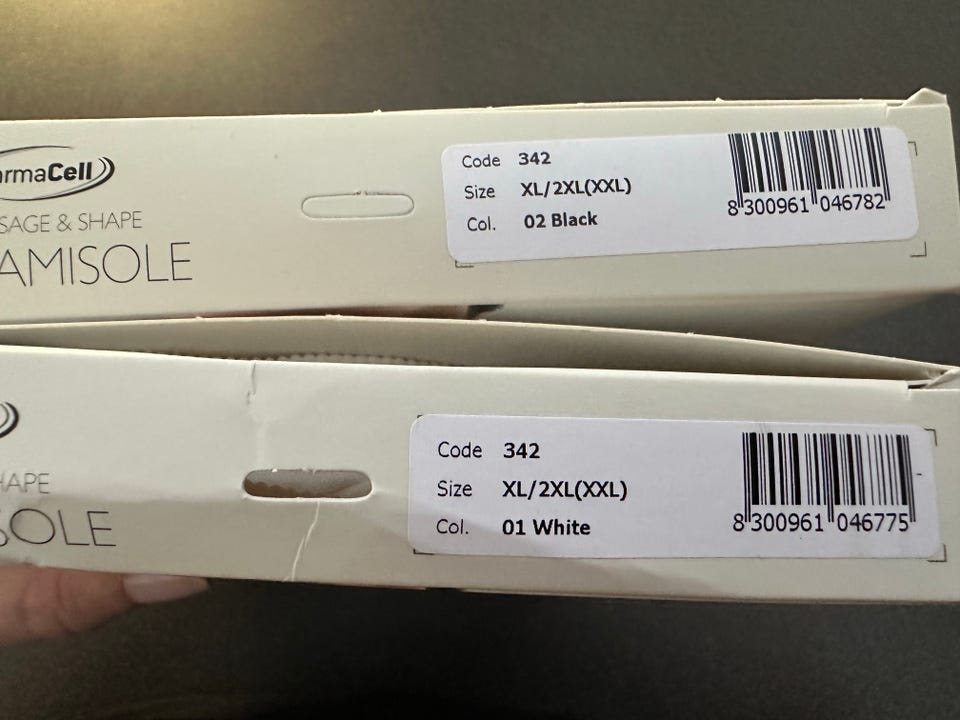 armaCell
SAGE & SHAPE
AMISOLE
Code 342
Size XL/2XL(XXL)
Col. 02 Black
8 300961 046782
HAPE
SOLE
Code 342
Size XL/2XL(XXL)
Col. 01 White
8 300961 046775